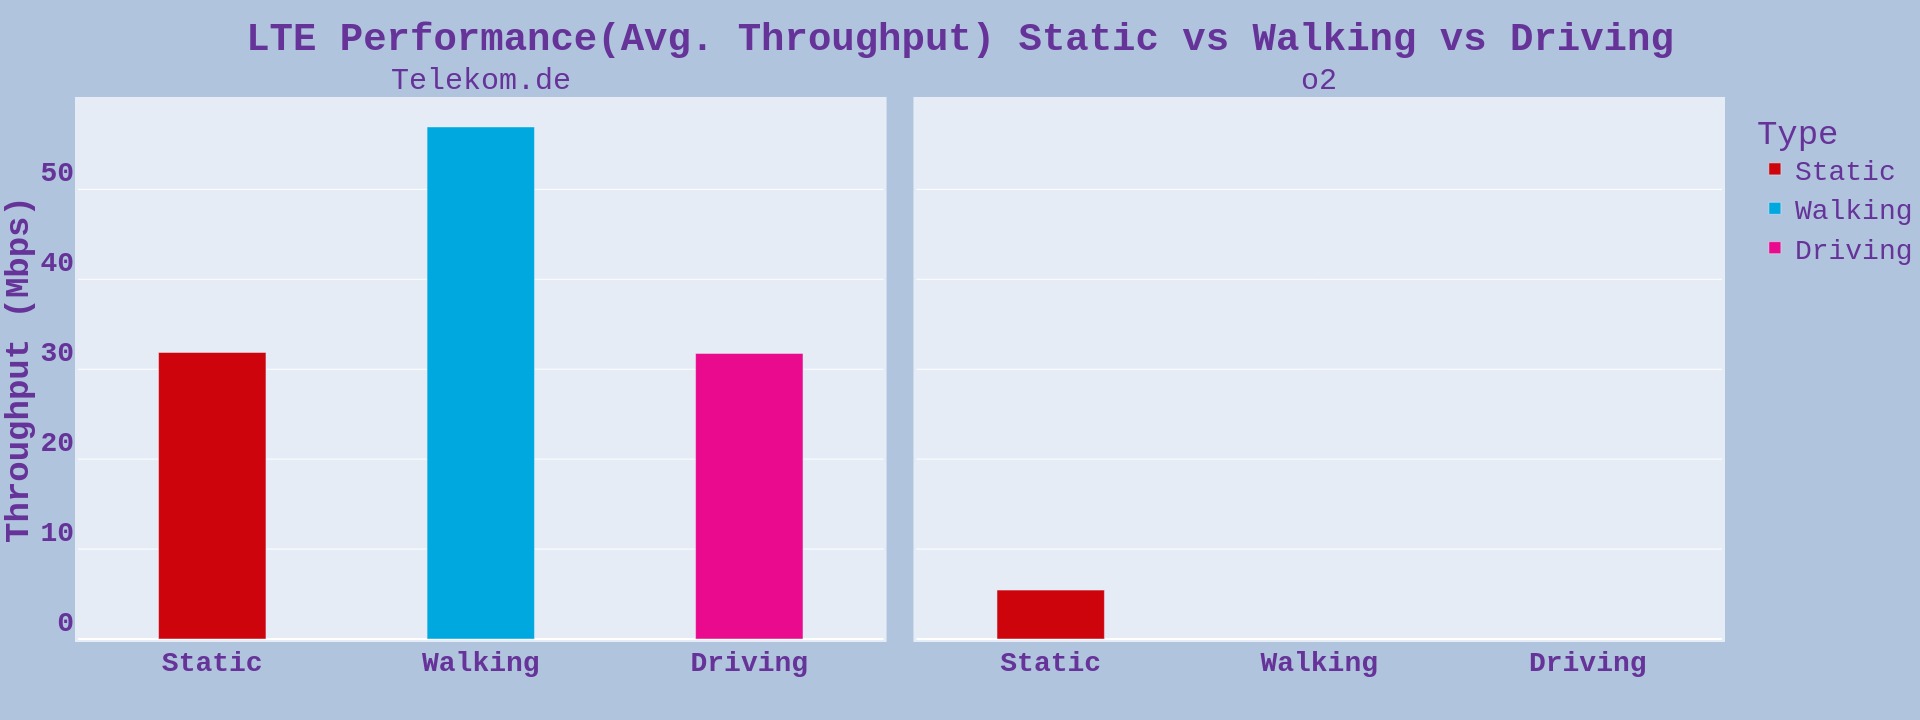 LTE Performance(Avg. Throughput) Static vs Walking vs Driving
Telekom.de
o2
Throughput (Mbps)
50
40
30
20
10
0
Static Walking Driving
Static Walking Driving
Type
Static
Walking
Driving